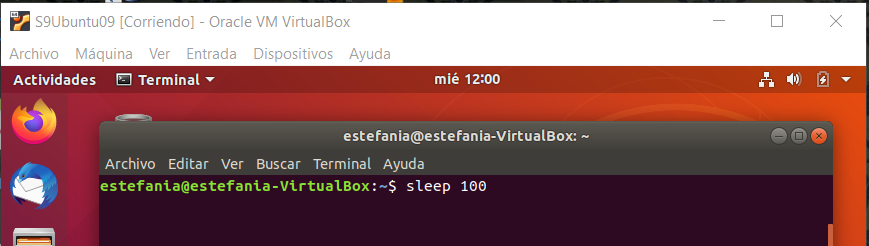 S9Ubuntu09 [Corriendo] - Oracle VM VirtualBox
Archivo Máquina Ver Entrada Dispositivos Ayuda
Actividades Terminal mié 12:00
estefania@estefania-VirtualBox: ~
Archivo Editar Ver Buscar Terminal Ayuda
estefania@estefania-VirtualBox:~$ sleep 100